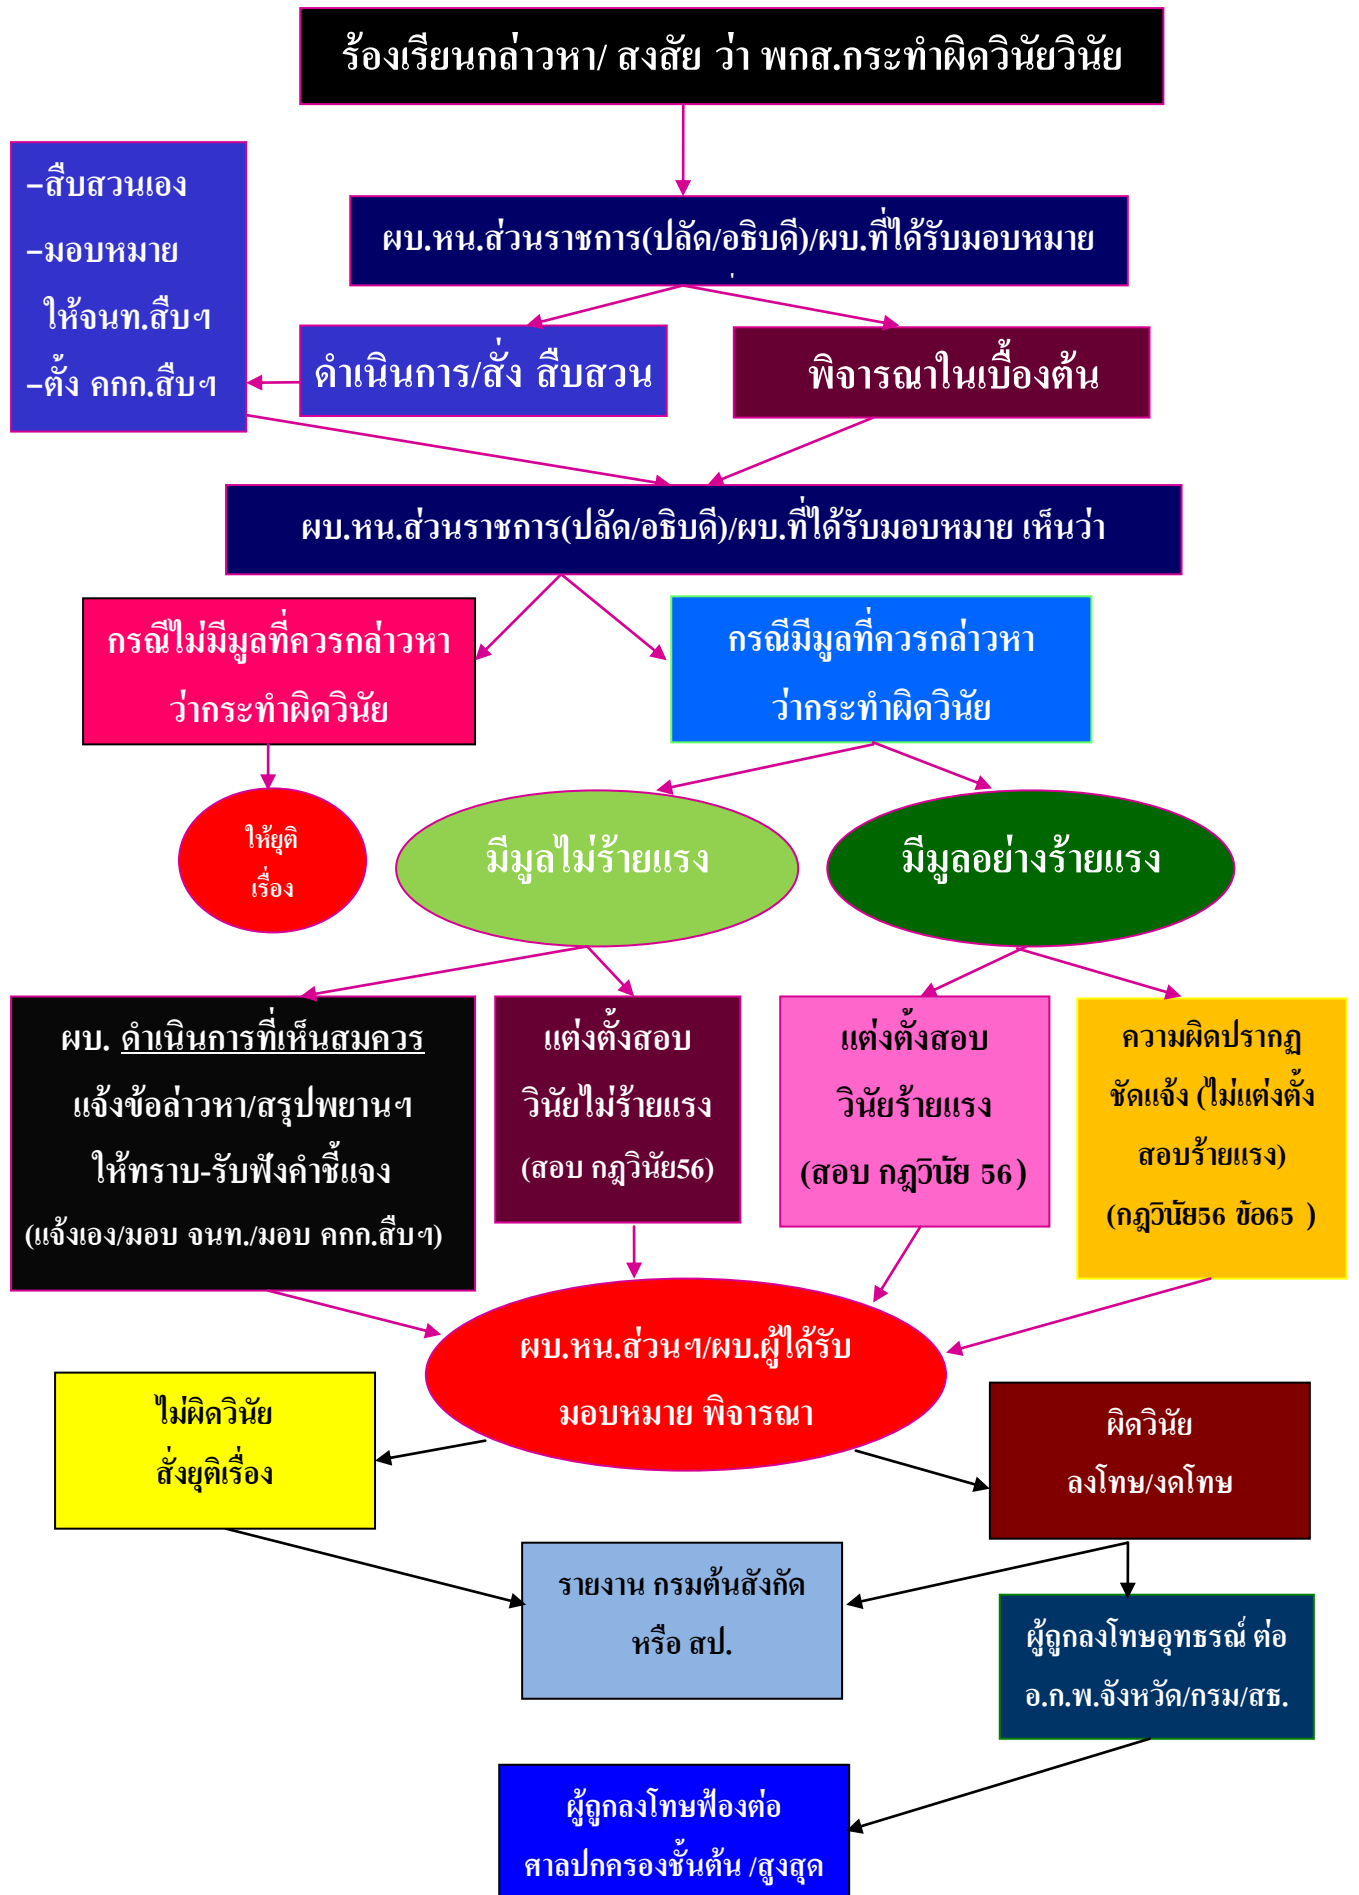 ร้องเรียนกล่าวหา/ สงสัย ว่า พกส.กระทำผิดวินัยวินัย
-สืบสวนเอง
-มอบหมาย
ให้จนท.สืบฯ
-ตั้ง คกก.สืบฯ
ผบ.หน.ส่วนราชการ(ปลัด/อธิบดี)/ผบ.ที่ได้รับมอบหมาย
ดำเนินการ/สั่ง สืบสวน
พิจารณาในเบื้องต้น
ผบ.หน.ส่วนราชการ(ปลัด/อธิบดี)/ผบ.ที่ได้รับมอบหมาย เห็นว่า
กรณีไม่มีมูลที่ควรกล่าวหา
ว่ากระทำผิดวินัย
กรณีมีมูลที่ควรกล่าวหา
ว่ากระทำผิดวินัย
ให้ยุติ
เรื่อง
มีมูลไม่ร้ายแรง
มีมูลอย่างร้ายแรง
ผบ. ดำเนินการที่เห็นสมควร
แจ้งข้อล่าวหา/สรุปพยานฯ
ให้ทราบ-รับฟังคำชี้แจง
(แจ้งเอง/มอบ จนท./มอบ คกก.สืบฯ)
แต่งตั้งสอบ
วินัยไม่ร้ายแรง
(สอบ กฎวินัย56)
แต่งตั้งสอบ
วินัยร้ายแรง
(สอบ กฎวินัย 56)
ความผิดปรากฏ
ชัดแจ้ง (ไม่แต่งตั้ง
สอบร้ายแรง)
(กฎวินัย56 ข้อ65 )
ผบ.หน.ส่วนฯ/ผบ.ผู้ได้รับ
มอบหมาย พิจารณา
ไม่ผิดวินัย
สั่งยุติเรื่อง
ผิดวินัย
ลงโทษ/งดโทษ
รายงาน กรมต้นสังกัด
หรือ สป.
ผู้ถูกลงโทษอุทธรณ์ ต่อ
อ.ก.พ.จังหวัด/กรม/สธ.
ผู้ถูกลงโทษฟ้องต่อ
ศาลปกครองชั้นต้น /สูงสุด